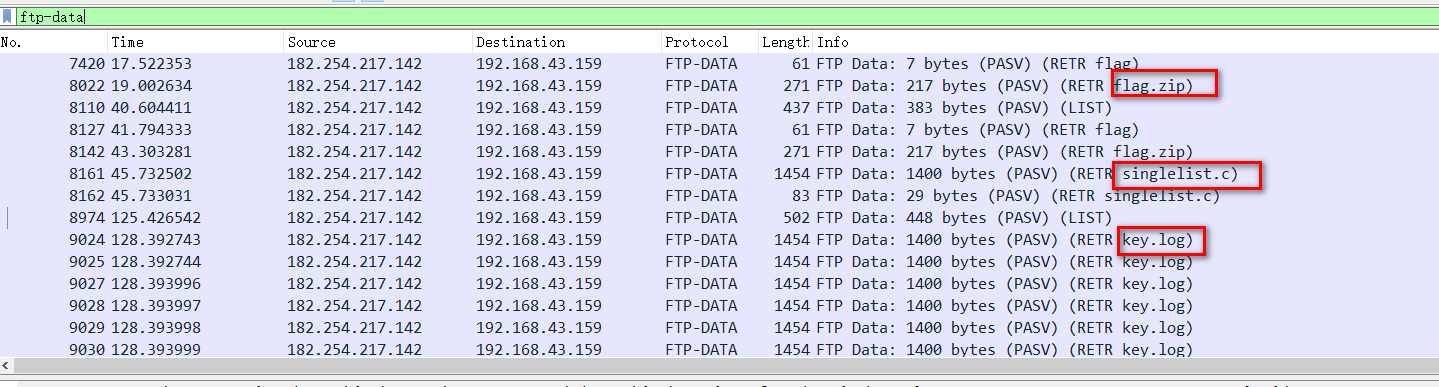 ftp-data
No. Time Source Destination Protocol Length Info
7420 17.522353 182.254.217.142 192.168.43.159 FTP-DATA 61 FTP Data: 7 bytes (PASV) (RETR flag)
8022 19.002634 182.254.217.142 192.168.43.159 FTP-DATA 271 FTP Data: 217 bytes (PASV) (RETR flag.zip)
8110 40.604411 182.254.217.142 192.168.43.159 FTP-DATA 437 FTP Data: 383 bytes (PASV) (LIST)
8127 41.794333 182.254.217.142 192.168.43.159 FTP-DATA 61 FTP Data: 7 bytes (PASV) (RETR flag)
8142 43.303281 182.254.217.142 192.168.43.159 FTP-DATA 271 FTP Data: 217 bytes (PASV) (RETR flag.zip)
8161 45.732502 182.254.217.142 192.168.43.159 FTP-DATA 1454 FTP Data: 1400 bytes (PASV) (RETR singlelist.c)
8162 45.733031 182.254.217.142 192.168.43.159 FTP-DATA 83 FTP Data: 29 bytes (PASV) (RETR singlelist.c)
8974 125.426542 182.254.217.142 192.168.43.159 FTP-DATA 502 FTP Data: 448 bytes (PASV) (LIST)
9024 128.392743 182.254.217.142 192.168.43.159 FTP-DATA 1454 FTP Data: 1400 bytes (PASV) (RETR key.log)
9025 128.392744 182.254.217.142 192.168.43.159 FTP-DATA 1454 FTP Data: 1400 bytes (PASV) (RETR key.log)
9027 128.393996 182.254.217.142 192.168.43.159 FTP-DATA 1454 FTP Data: 1400 bytes (PASV) (RETR key.log)
9028 128.393997 182.254.217.142 192.168.43.159 FTP-DATA 1454 FTP Data: 1400 bytes (PASV) (RETR key.log)
9029 128.393998 182.254.217.142 192.168.43.159 FTP-DATA 1454 FTP Data: 1400 bytes (PASV) (RETR key.log)
9030 128.393999 182.254.217.142 192.168.43.159 FTP-DATA 1454 FTP Data: 1400 bytes (PASV) (RETR key.log)